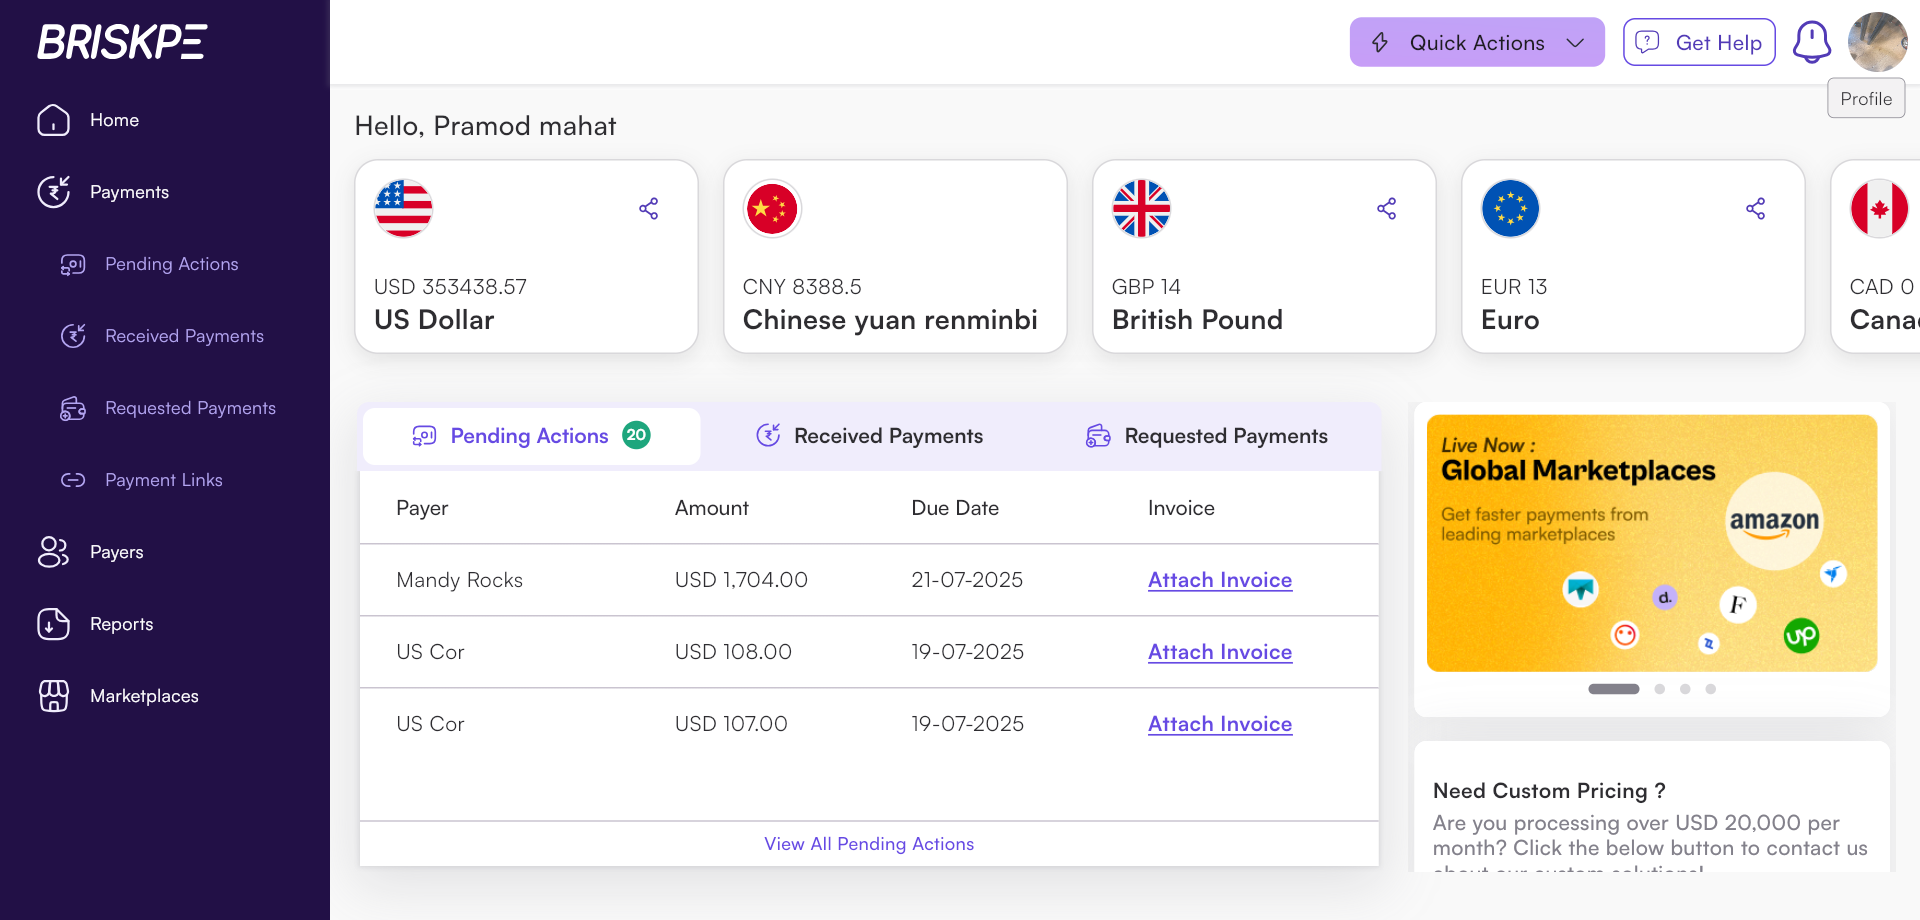 BRISKPE
Home
Payments
Pending Actions
Received Payments
Requested Payments
Payment Links
Payers
Reports
Marketplaces
Quick Actions
Get Help
Profile
Hello, Pramod mahat
USD 353438.57
US Dollar
CNY 8388.5
Chinese yuan renminbi
GBP 14
British Pound
EUR 13
Euro
CAD 0
Cana
Pending Actions 20
Received Payments
Requested Payments
Payer Amount Due Date Invoice
Mandy Rocks USD 1,704.00 21-07-2025 Attach Invoice
US Cor USD 108.00 19-07-2025 Attach Invoice
US Cor USD 107.00 19-07-2025 Attach Invoice
View All Pending Actions
Live Now :
Global Marketplaces
Get faster payments from
leading marketplaces
amazon
d.
F
up
Need Custom Pricing ?
Are you processing over USD 20,000 per
month? Click the below button to contact us
about our custom solutions!